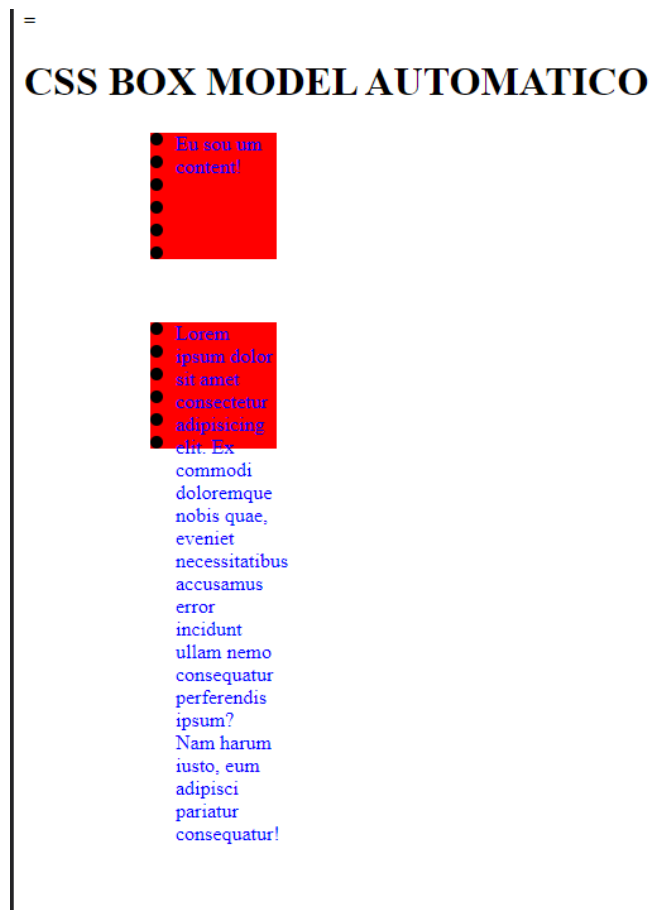 =
CSS BOX MODEL AUTOMATICO
Eu sou um
content!
Lorem
ipsum dolor
sit amet
consectetur
adipisicing
elit. Ex
commodi
doloremque
nobis quae,
eveniet
necessitatibus
accusamus
error
incidunt
ullam nemo
consequatur
perferendis
ipsum?
Nam harum
iusto, eum
adipisci
pariatur
consequatur!